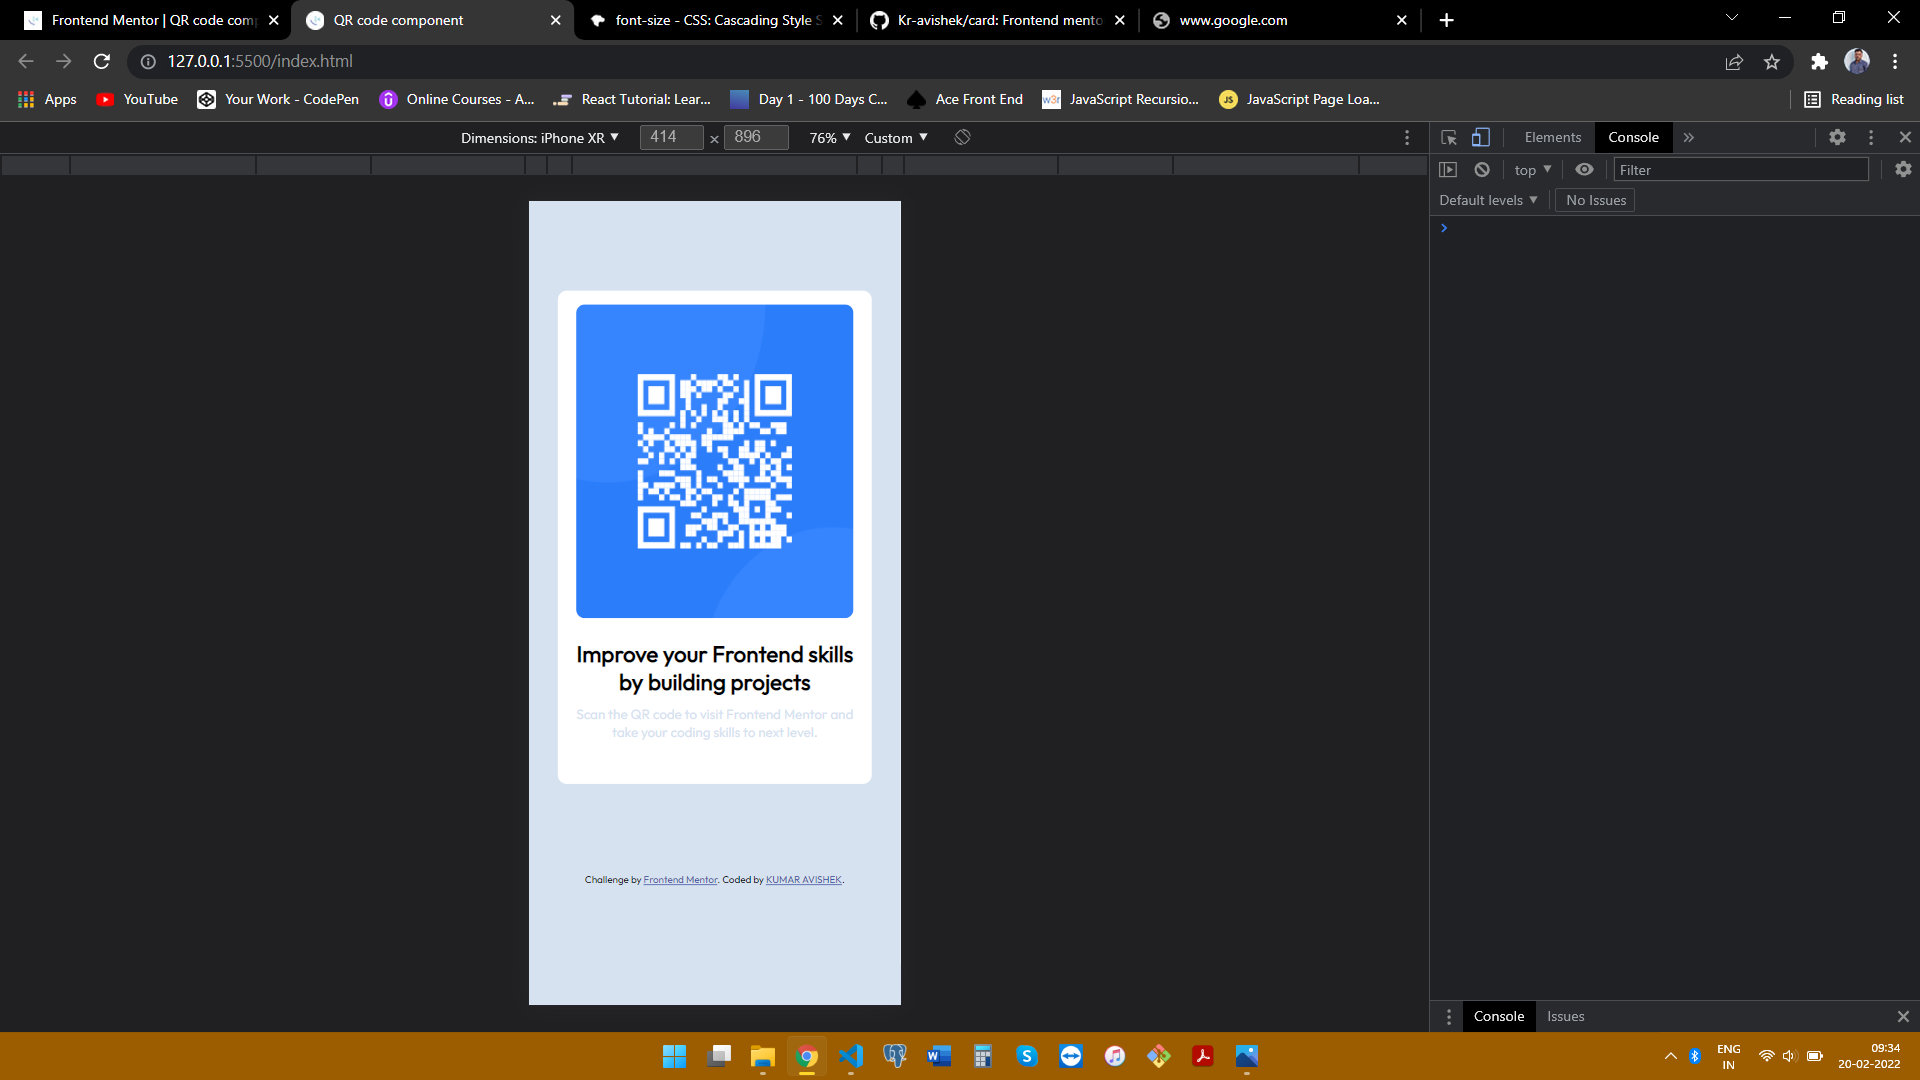 Frontend Mentor | QR code com
QR code component
font-size - CSS: Cascading Style S
Kr-avishek/card: Frontend mento
www.google.com
127.0.0.1:5500/index.html
Apps
YouTube
Your Work - CodePen
Online Courses - A...
React Tutorial: Lear...
Day 1 - 100 Days C...
Ace Front End
w3r
JavaScript Recursio...
JS
JavaScript Page Loa...
Reading list
Dimensions: iPhone XR
414 × 896
76%
Custom
Elements
Console
top
Filter
Default levels
No Issues
Improve your Frontend skills
by building projects
Scan the QR code to visit Frontend Mentor and
take your coding skills to next level.
Challenge by Frontend Mentor. Coded by KUMAR AVISHEK.
Console
Issues
ENG
IN
09:34
20-02-2022